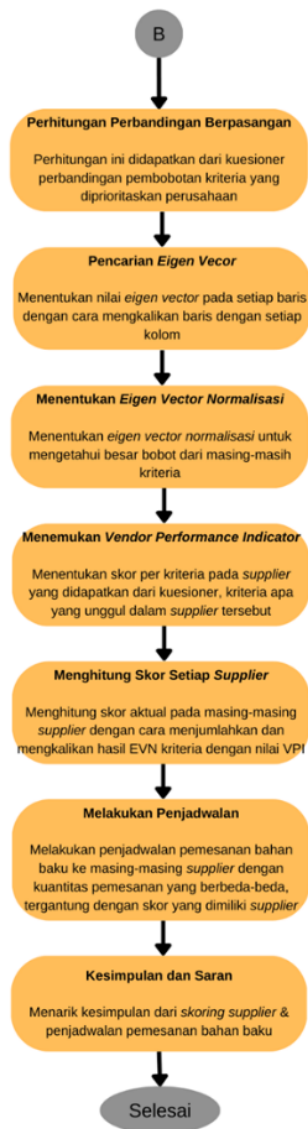 B
Perhitungan Perbandingan Berpasangan
Perhitungan ini didapatkan dari kuesioner
perbandingan pembobotan kriteria yang
diprioritaskan perusahaan
Pencarian Eigen Vecor
Menentukan nilai eigen vector pada setiap baris
dengan cara mengkalikan baris dengan setiap
kolom
Menentukan Eigen Vector Normalisasi
Menentukan eigen vector normalisasi untuk
mengetahui besar bobot dari masing-masih
kriteria
Menemukan Vendor Performance Indicator
Menentukan skor per kriteria pada supplier
yang didapatkan dari kuesioner, kriteria apa
yang unggul dalam supplier tersebut
Menghitung Skor Setiap Supplier
Menghitung skor aktual pada masing-masing
supplier dengan cara menjumlahkan dan
mengkalikan hasil EVN kriteria dengan nilai VPI
Melakukan Penjadwalan
Melakukan penjadwalan pemesanan bahan
baku ke masing-masing supplier dengan
kuantitas pemesanan yang berbeda-beda,
tergantung dengan skor yang dimiliki supplier
Kesimpulan dan Saran
Menarik kesimpulan dari skoring supplier &
penjadwalan pemesanan bahan baku
Selesai